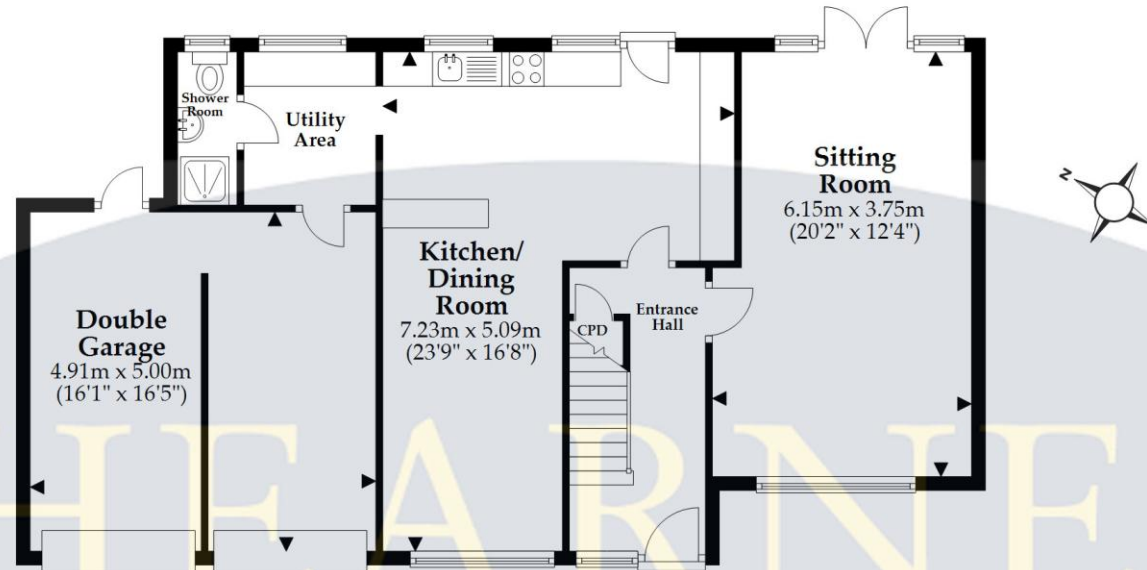 Shower
Room
Utility
Area
Sitting
Room
6.15m x 3.75m
(20'2" x 12'4")
N
Kitchen/
Dining
Room
7.23m x 5.09m
(23'9" x 16'8")
Entrance
Hall
CPD
Double
Garage
4.91m x 5.00m
(16'1" x 16'5")
HEARNE